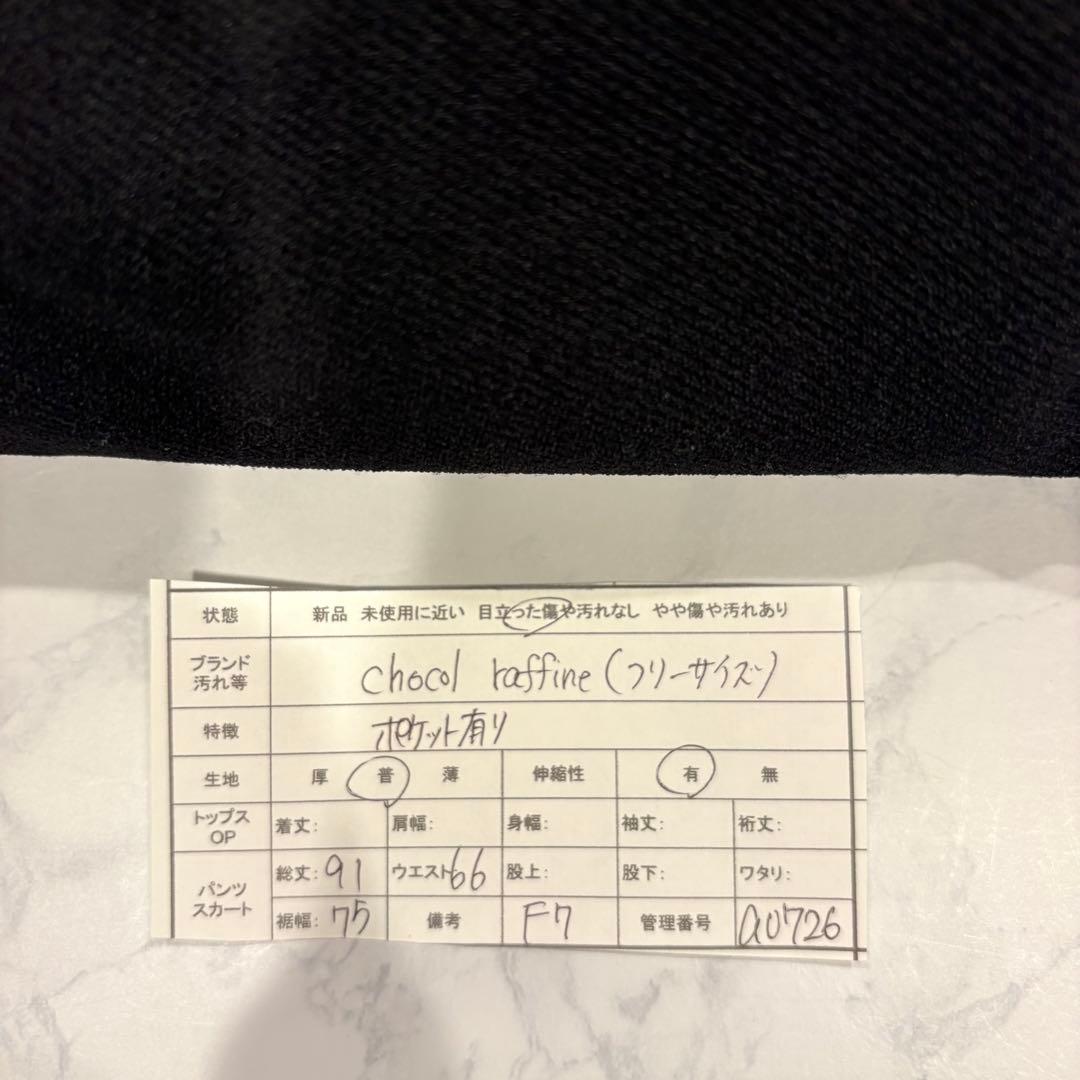 状態 新品 未使用に近い 目立った傷や汚れなし やや傷や汚れあり
ブランド
汚れ等 chocol raffine (フリーサイズ)
特徴 ポケット有り
生地 厚 普 薄 伸縮性 有 無
トップス
OP 着丈: 肩幅: 身幅: 袖丈: 裄丈:
パンツ
スカート 総丈: 91 ウエスト: 66 股上: 股下: ワタリ:
裾幅: 75 備考 F7 管理番号 a0726